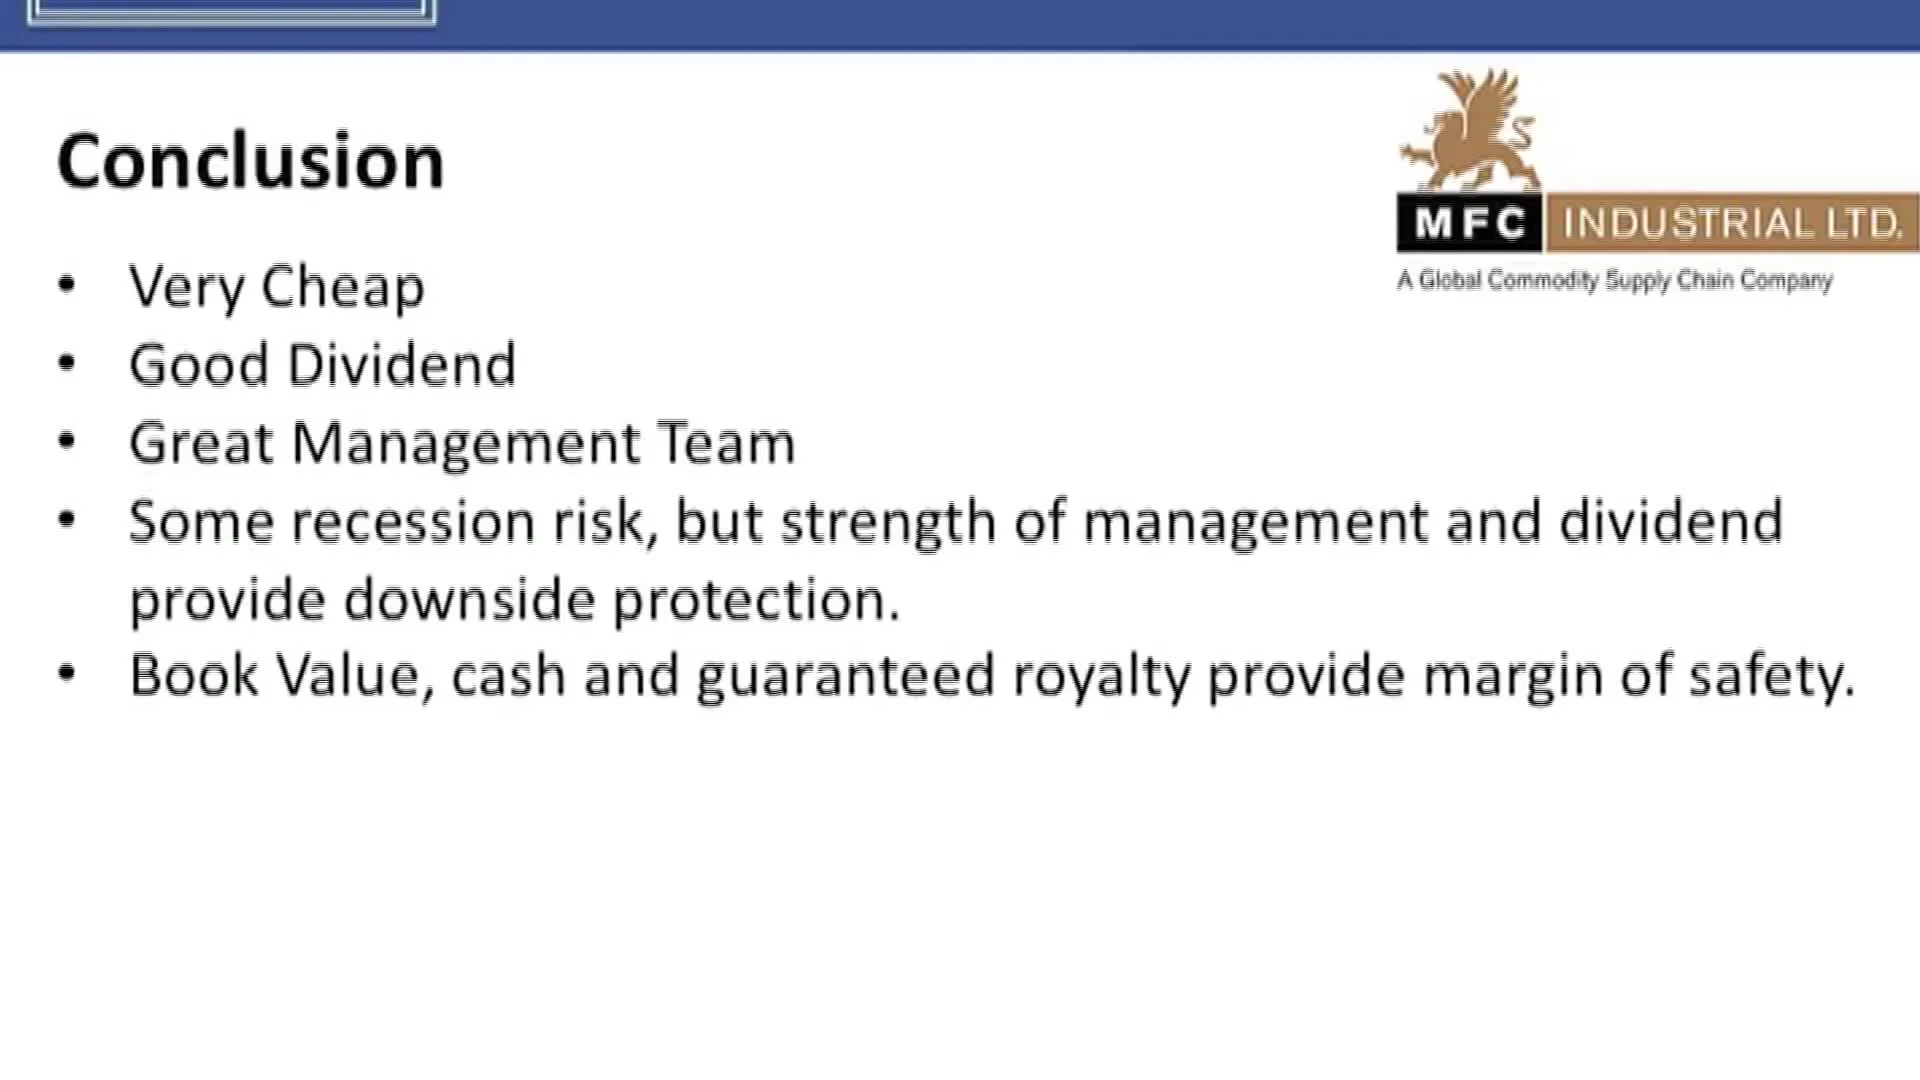 Conclusion
MFC INDUSTRIAL LTD.
A Global Commodity Supply Chain Company
• Very Cheap
• Good Dividend
• Great Management Team
• Some recession risk, but strength of management and dividend
provide downside protection.
• Book Value, cash and guaranteed royalty provide margin of safety.